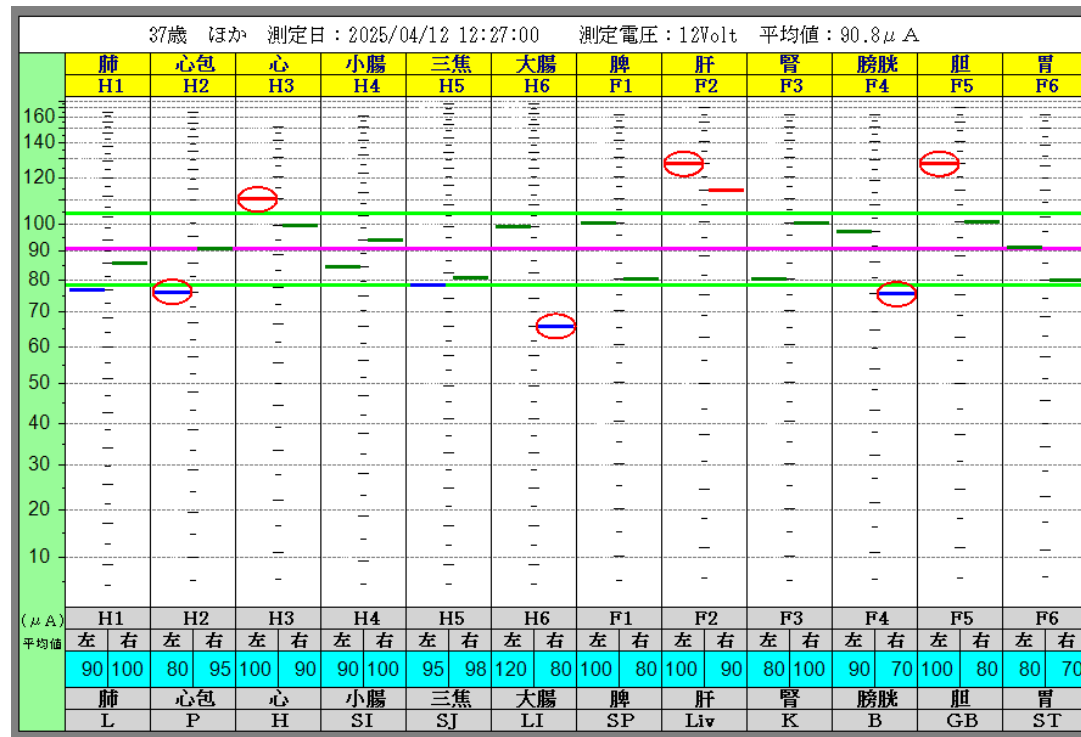 37歳 ほか 測定日：2025/04/12 12:27:00 測定電圧：12Volt 平均値：90.8μA
肺 心包 心 小腸 三焦 大腸 脾 肝 腎 膀胱 胆 胃
H1 H2 H3 H4 H5 H6 F1 F2 F3 F4 F5 F6
160
140
120
100
90
80
70
60
50
40
30
20
10
(μA) H1 H2 H3 H4 H5 H6 F1 F2 F3 F4 F5 F6
平均値 左 右 左 右 左 右 左 右 左 右 左 右 左 右 左 右 左 右 左 右 左 右 左 右
90 100 80 95 100 90 90 100 95 98 120 80 100 80 100 90 80 100 90 70 100 80 80 70
肺 心包 心 小腸 三焦 大腸 脾 肝 腎 膀胱 胆 胃
L P H SI SJ LI SP Liv K B GB ST